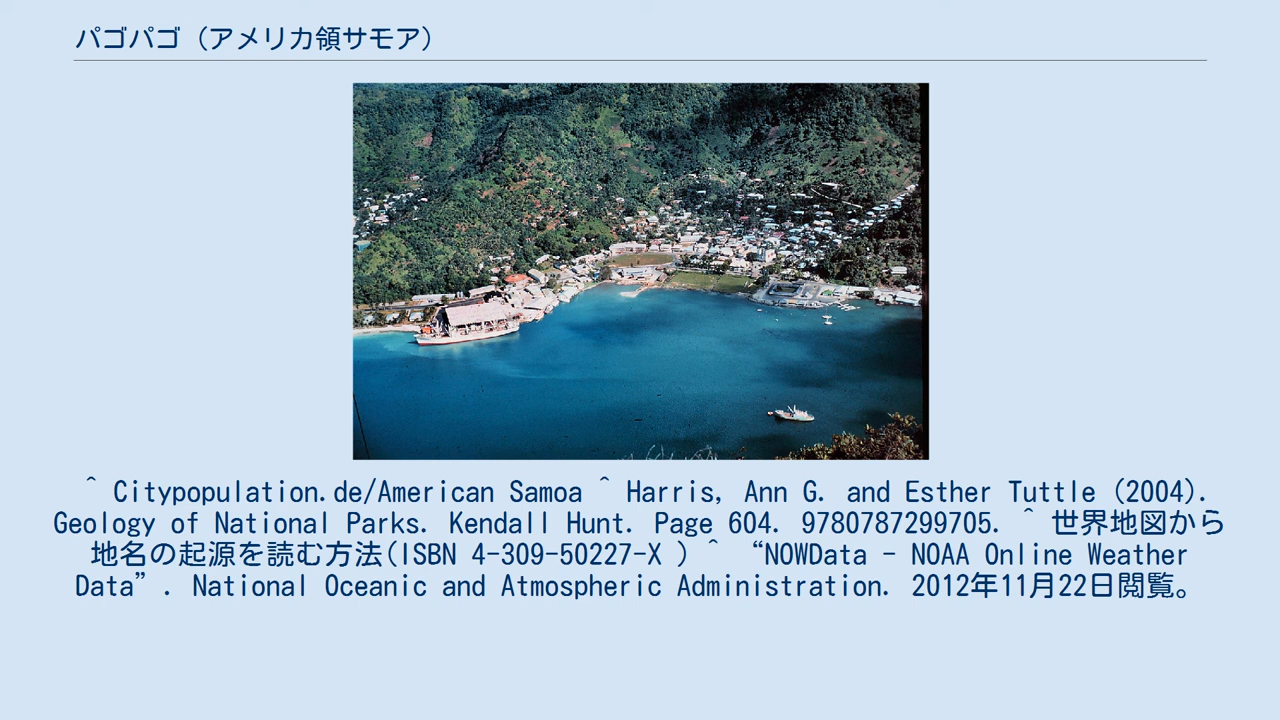 パゴパゴ（アメリカ領サモア）
^ Citypopulation.de/American Samoa ^ Harris, Ann G. and Esther Tuttle (2004).
Geology of National Parks. Kendall Hunt. Page 604. 9780787299705. ^ 世界地図から
地名の起源を読む方法(ISBN 4-309-50227-X ) ^ “NOWData - NOAA Online Weather
Data”. National Oceanic and Atmospheric Administration. 2012年11月22日閲覧。